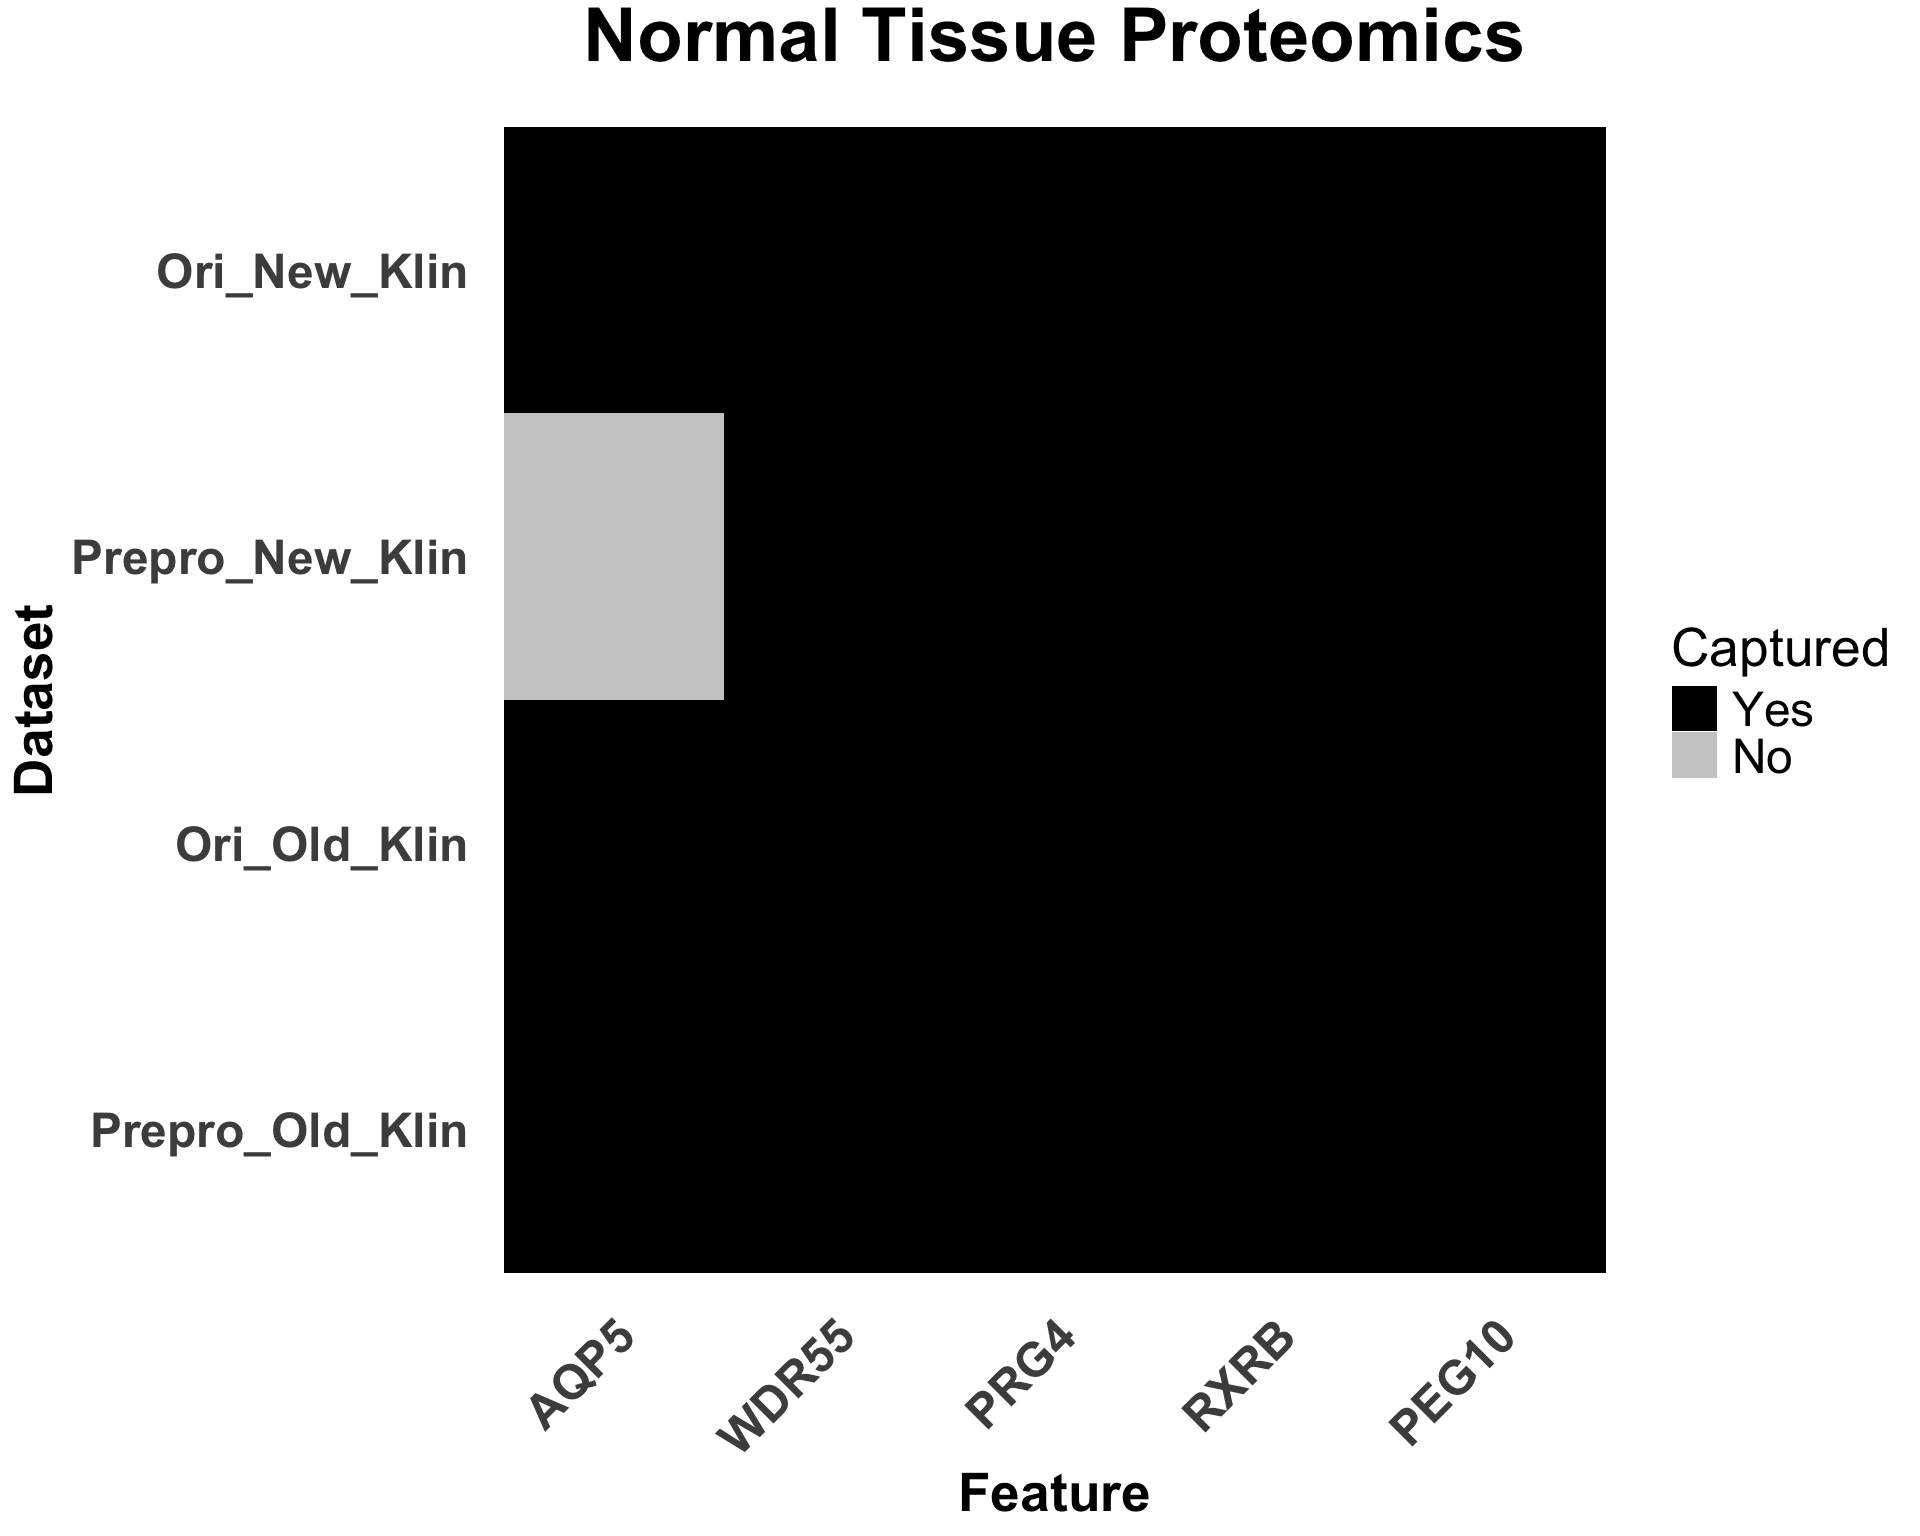 Normal Tissue Proteomics
Ori_New_Klin
Prepro_New_Klin
Ori_Old_Klin
Prepro_Old_Klin
Dataset
Captured
Yes
No
AQP5
WDR55
PRG4
RXRB
PEG10
Feature